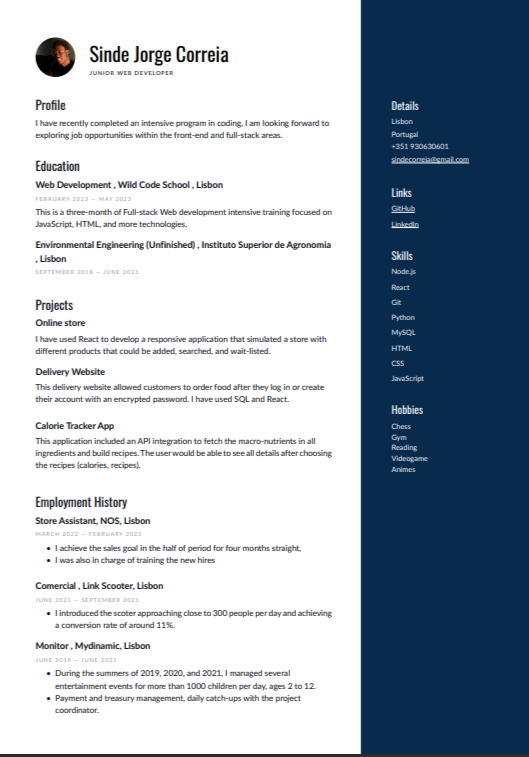 Sinde Jorge Correia
JUNIOR WEB DEVELOPER
Profile
I have recently completed an intensive program in coding, I am looking forward to
exploring job opportunities within the front-end and full-stack areas.
Education
Web Development , Wild Code School , Lisbon
FEBRUARY 2023 — MAY 2023
This is a three-month of Full-stack Web development intensive training focused on
JavaScript, HTML, and more technologies.
Environmental Engineering (Unfinished) , Instituto Superior de Agronomia
, Lisbon
SEPTEMBER 2018 — JUNE 2021
Projects
Online store
I have used React to develop a responsive application that simulated a store with
different products that could be added, searched, and wait-listed.
Delivery Website
This delivery website allowed customers to order food after they log in or create
their account with an encrypted password. I have used SQL and React.
Calorie Tracker App
This application included an API integration to fetch the macro-nutrients in all
ingredients and build recipes. The user would be able to see all details after choosing
the recipes (calories, recipes).
Employment History
Store Assistant, NOS, Lisbon
MARCH 2022 — FEBRUARY 2023
• I achieve the sales goal in the half of period for four months straight,
• I was also in charge of training the new hires
Comercial , Link Scooter, Lisbon
JUNE 2021 — SEPTEMBER 2021
• I introduced the scoter approaching close to 300 people per day and achieving
a conversion rate of around 11%.
Monitor , Mydinamic, Lisbon
JUNE 2019 — JUNE 2021
• During the summers of 2019, 2020, and 2021, I managed several
entertainment events for more than 1000 children per day, ages 2 to 12.
• Payment and treasury management, daily catch-ups with the project
coordinator.
Details
Lisbon
Portugal
+351 930630601
sindecorreia@gmail.com
Links
GitHub
LinkedIn
Skills
Node.js
React
Git
Python
MySQL
HTML
CSS
JavaScript
Hobbies
Chess
Gym
Reading
Videogame
Animes